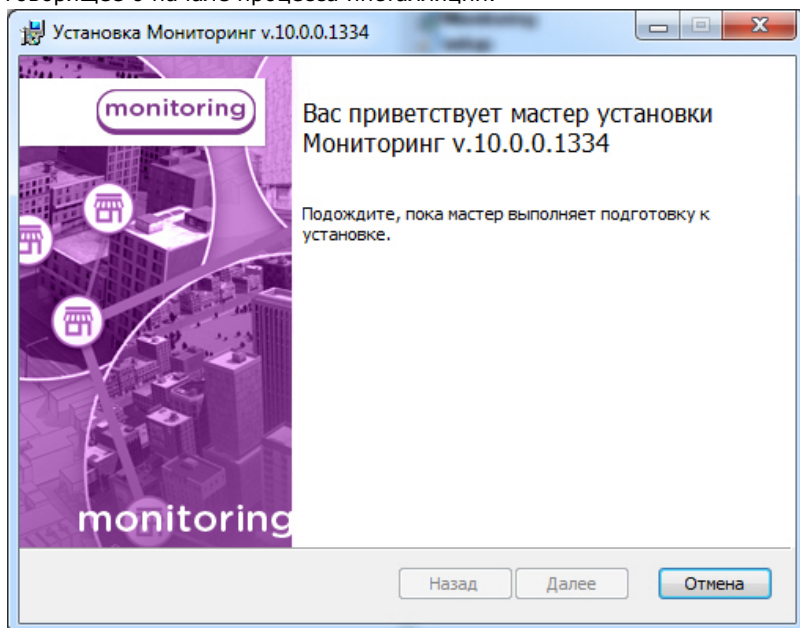 Установка Мониторинг v.10.0.0.1334
monitoring
Вас приветствует мастер установки
Мониторинг v.10.0.0.1334
Подождите, пока мастер выполняет подготовку к
установке.
monitoring
Назад
Далее
Отмена